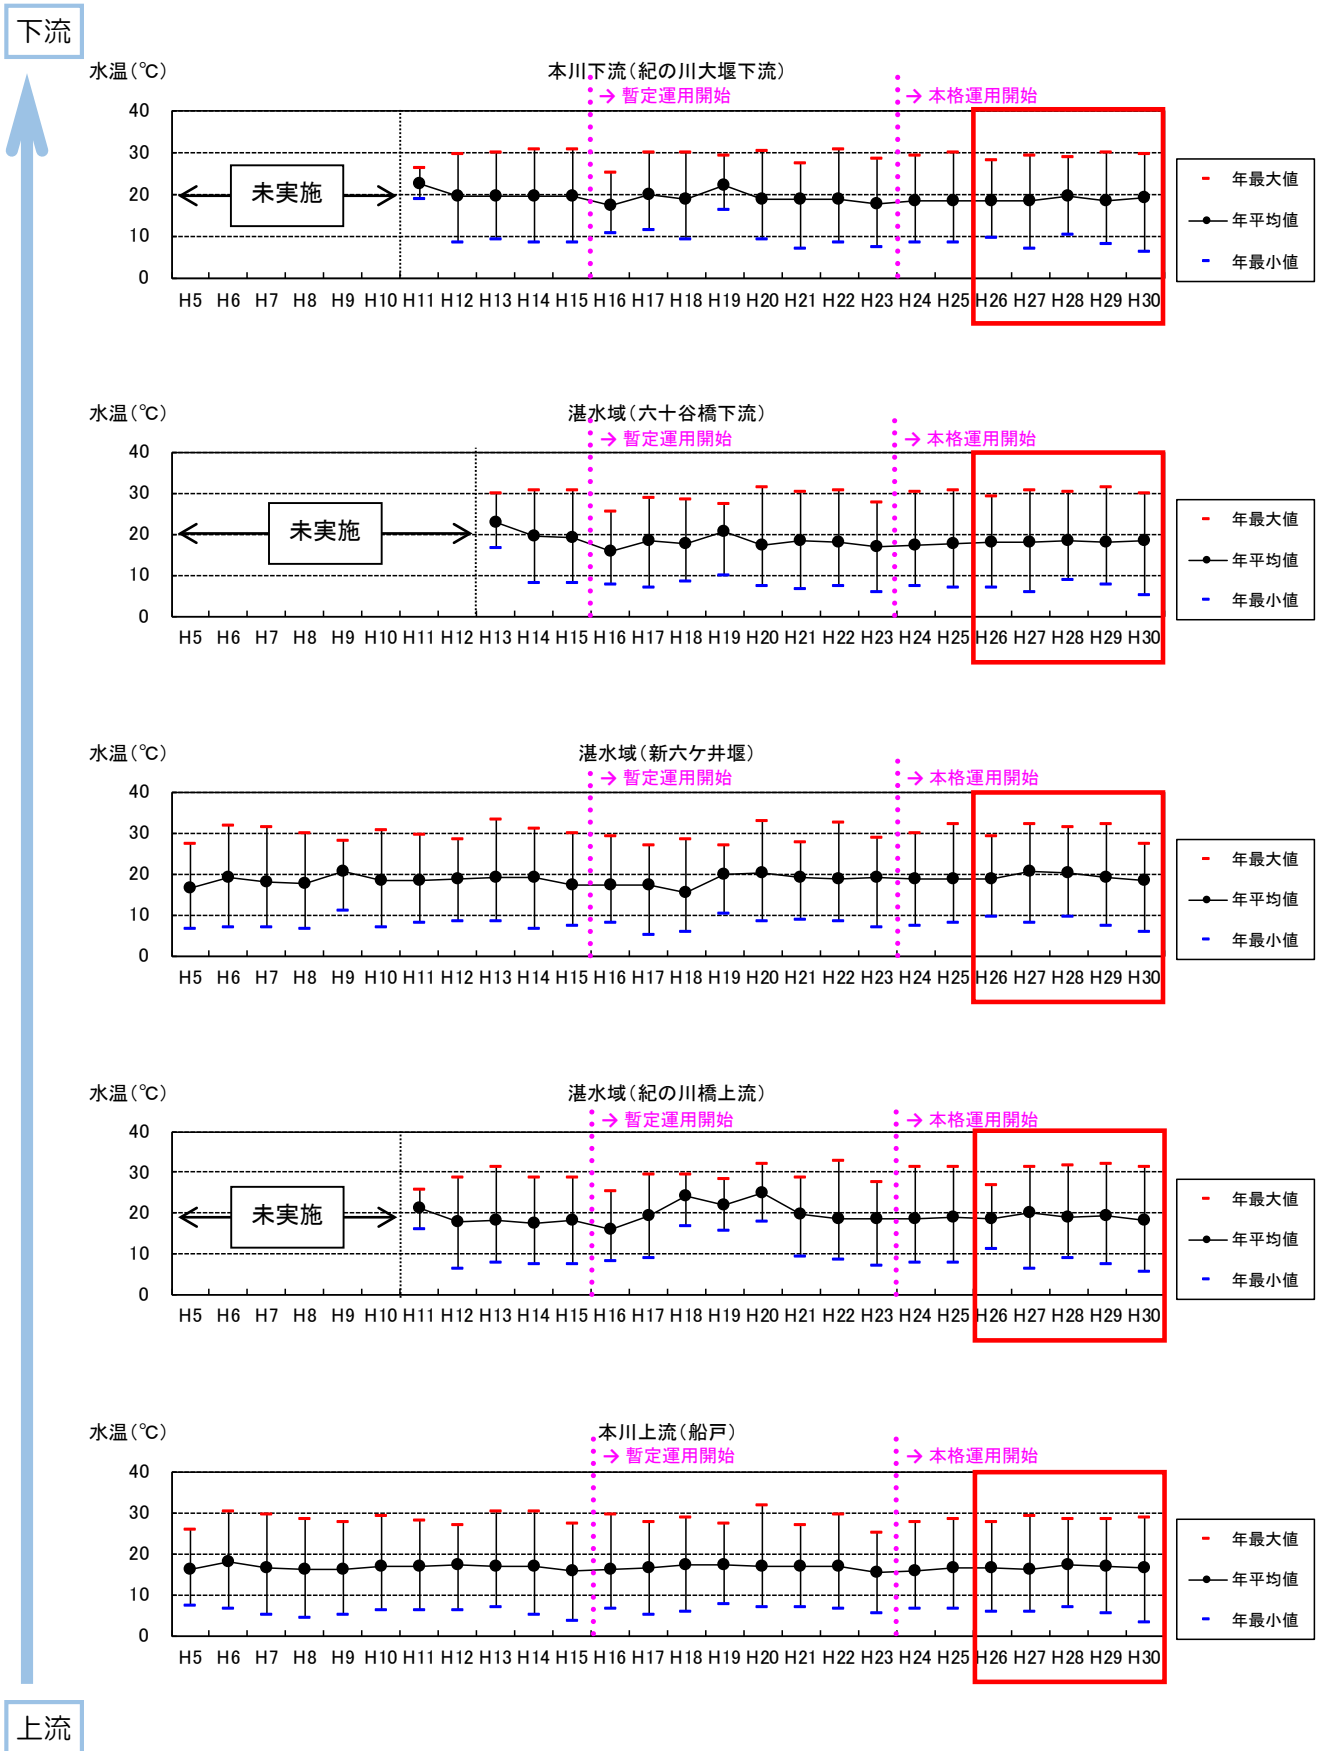 下流
水温(℃)
本川下流(紀の川大堰下流)
→ 暫定運用開始
→ 本格運用開始
40
30
20
10
0
未実施
H5 H6 H7 H8 H9 H10 H11 H12 H13 H14 H15 H16 H17 H18 H19 H20 H21 H22 H23 H24 H25 H26 H27 H28 H29 H30
年最大値
年平均値
年最小値
水温(℃)
湛水域(六十谷橋下流)
→ 暫定運用開始
→ 本格運用開始
40
30
20
10
0
未実施
H5 H6 H7 H8 H9 H10 H11 H12 H13 H14 H15 H16 H17 H18 H19 H20 H21 H22 H23 H24 H25 H26 H27 H28 H29 H30
年最大値
年平均値
年最小値
水温(℃)
湛水域(新六ケ井堰)
→ 暫定運用開始
→ 本格運用開始
40
30
20
10
0
H5 H6 H7 H8 H9 H10 H11 H12 H13 H14 H15 H16 H17 H18 H19 H20 H21 H22 H23 H24 H25 H26 H27 H28 H29 H30
年最大値
年平均値
年最小値
水温(℃)
湛水域(紀の川橋上流)
→ 暫定運用開始
→ 本格運用開始
40
30
20
10
0
未実施
H5 H6 H7 H8 H9 H10 H11 H12 H13 H14 H15 H16 H17 H18 H19 H20 H21 H22 H23 H24 H25 H26 H27 H28 H29 H30
年最大値
年平均値
年最小値
水温(℃)
本川上流(船戸)
→ 暫定運用開始
→ 本格運用開始
40
30
20
10
0
H5 H6 H7 H8 H9 H10 H11 H12 H13 H14 H15 H16 H17 H18 H19 H20 H21 H22 H23 H24 H25 H26 H27 H28 H29 H30
年最大値
年平均値
年最小値
上流